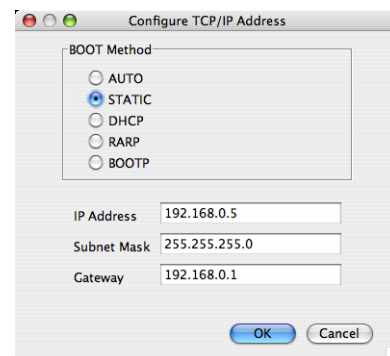 Configure TCP/IP Address
BOOT Method
AUTO
STATIC
DHCP
RARP
BOOTP
IP Address 192.168.0.5
Subnet Mask 255.255.255.0
Gateway 192.168.0.1
OK Cancel